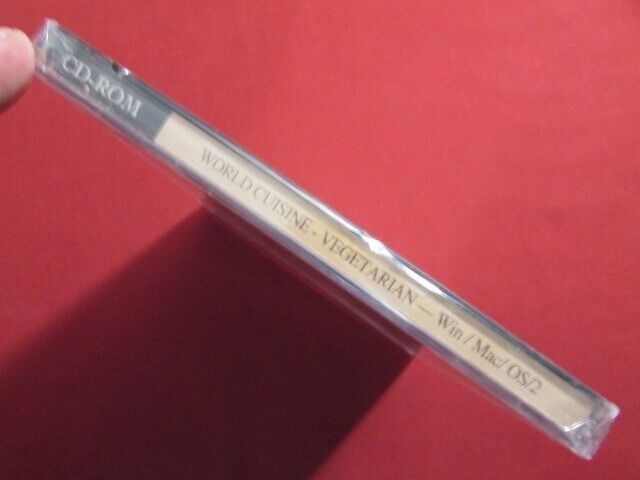 CD-ROM
WORLD CUISINE - VEGETARIAN — Win / Mac/ OS/2